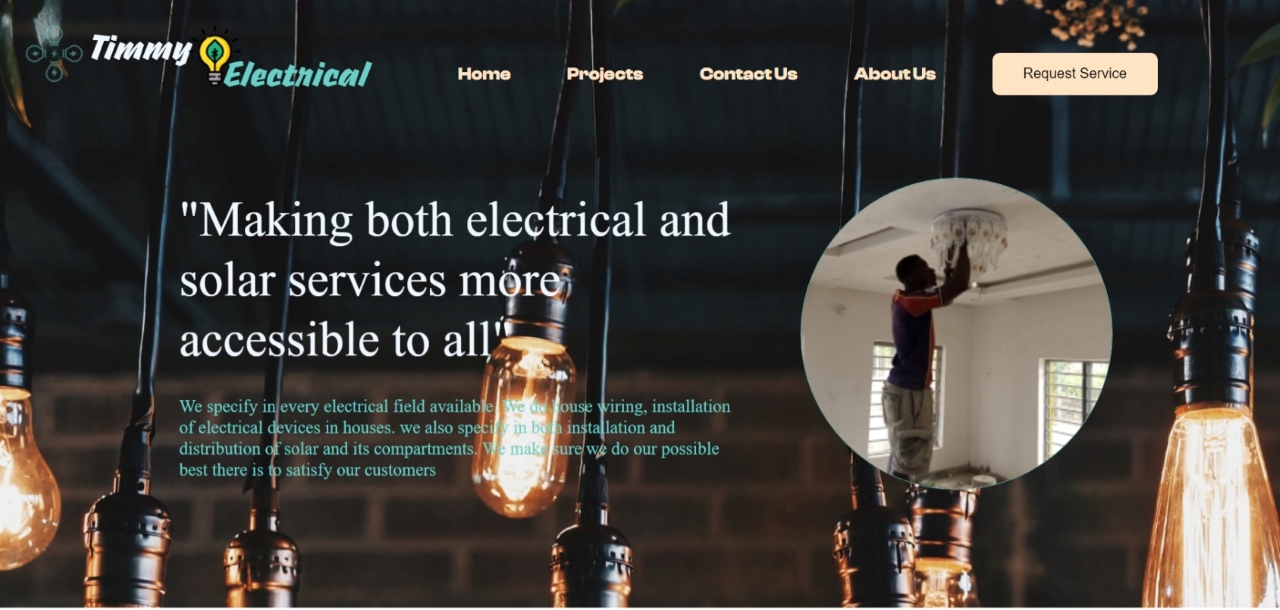 Timmy
Electrical
Home Projects Contact Us About Us Request Service
"Making both electrical and
solar services more
accessible to all"
We specify in every electrical field available. We do house wiring, installation
of electrical devices in houses. we also specify in both installation and
distribution of solar and its compartments. We make sure we do our possible
best there is to satisfy our customers